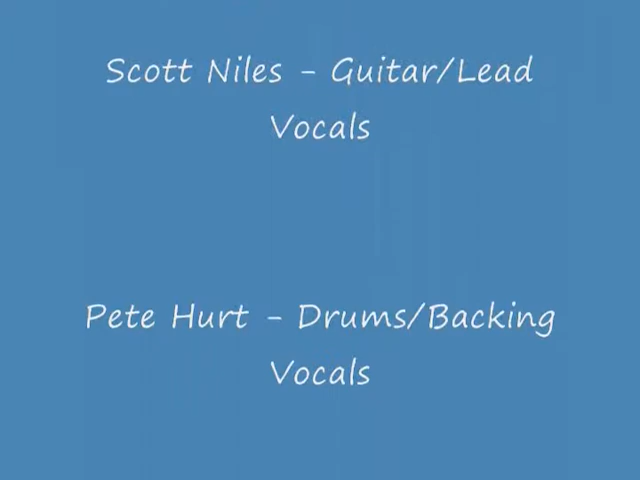 Scott Niles - Guitar/Lead
Vocals
Pete Hurt - Drums/Backing
Vocals